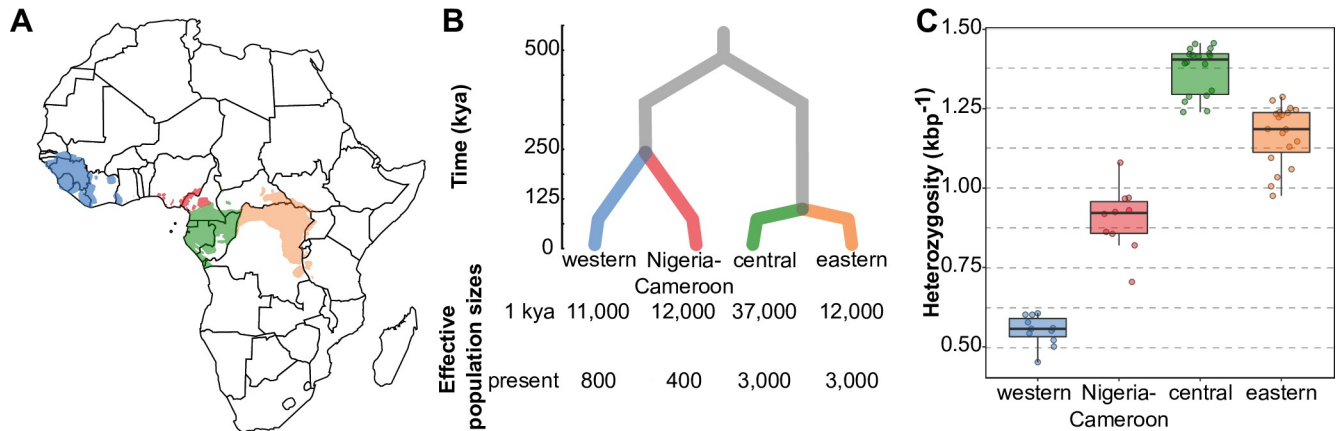 A
B
Time (kya)
500
250
125
0
western Nigeria-Cameroon central eastern
Effective population sizes
1 kya 11,000 12,000 37,000 12,000
present 800 400 3,000 3,000
C
Heterozygosity (kbp-1)
1.50
1.25
1.00
0.75
0.50
western Nigeria-Cameroon central eastern